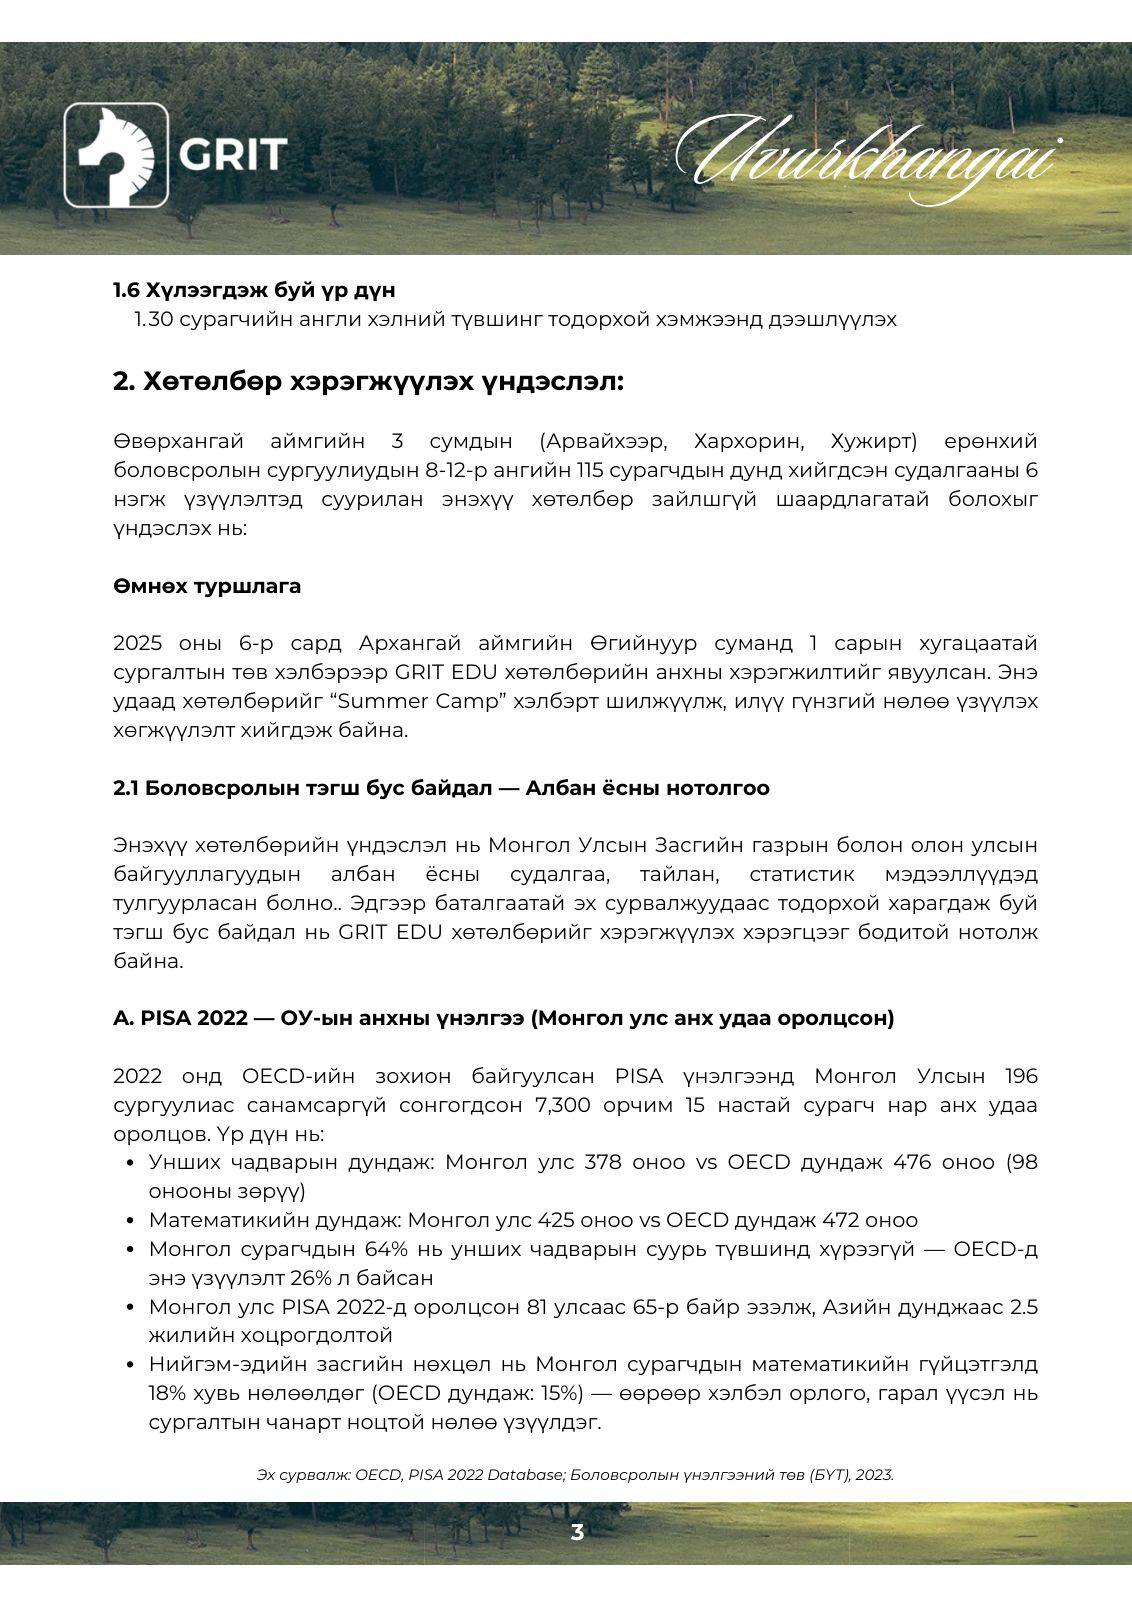 GRIT
Uvurkhangai
1.6 Хүлээгдэж буй үр дүн
1.30 сурагчийн англи хэлний түвшинг тодорхой хэмжээнд дээшлүүлэх
2. Хөтөлбөр хэрэгжүүлэх үндэслэл:
Өвөрхангай аймгийн 3 сумдын (Арвайхээр, Хархорин, Хужирт) ерөнхий
боловсролын сургуулиудын 8-12-р ангийн 115 сурагчдын дунд хийгдсэн судалгааны 6
нэгж үзүүлэлтэд суурилан энэхүү хөтөлбөр зайлшгүй шаардлагатай болохыг
үндэслэх нь:
Өмнөх туршлага
2025 оны 6-р сард Архангай аймгийн Өгийнуур суманд 1 сарын хугацаатай
сургалтын төв хэлбэрээр GRIT EDU хөтөлбөрийн анхны хэрэгжилтийг явуулсан. Энэ
удаад хөтөлбөрийг “Summer Camp” хэлбэрт шилжүүлж, илүү гүнзгий нөлөө үзүүлэх
хөгжүүлэлт хийгдэж байна.
2.1 Боловсролын тэгш бус байдал — Албан ёсны нотолгоо
Энэхүү хөтөлбөрийн үндэслэл нь Монгол Улсын Засгийн газрын болон олон улсын
байгууллагуудын албан ёсны судалгаа, тайлан, статистик мэдээллүүдэд
тулгуурласан болно.. Эдгээр баталгаатай эх сурвалжуудаас тодорхой харагдаж буй
тэгш бус байдал нь GRIT EDU хөтөлбөрийг хэрэгжүүлэх хэрэгцээг бодитой нотолж
байна.
А. PISA 2022 — ОУ-ын анхны үнэлгээ (Монгол улс анх удаа оролцсон)
2022 онд OECD-ийн зохион байгуулсан PISA үнэлгээнд Монгол Улсын 196
сургуулиас санамсаргүй сонгогдсон 7,300 орчим 15 настай сурагч нар анх удаа
оролцов. Үр дүн нь:
• Унших чадварын дундаж: Монгол улс 378 оноо vs OECD дундаж 476 оноо (98
онооны зөрүү)
• Математикийн дундаж: Монгол улс 425 оноо vs OECD дундаж 472 оноо
• Монгол сурагчдын 64% нь унших чадварын суурь түвшинд хүрээгүй — OECD-д
энэ үзүүлэлт 26% л байсан
• Монгол улс PISA 2022-д оролцсон 81 улсаас 65-р байр эзэлж, Азийн дунджаас 2.5
жилийн хоцрогдолтой
• Нийгэм-эдийн засгийн нөхцөл нь Монгол сурагчдын математикийн гүйцэтгэлд
18% хувь нөлөөлдөг (OECD дундаж: 15%) — өөрөөр хэлбэл орлого, гарал үүсэл нь
сургалтын чанарт ноцтой нөлөө үзүүлдэг.
Эх сурвалж: OECD, PISA 2022 Database; Боловсролын үнэлгээний төв (БҮТ), 2023.
3